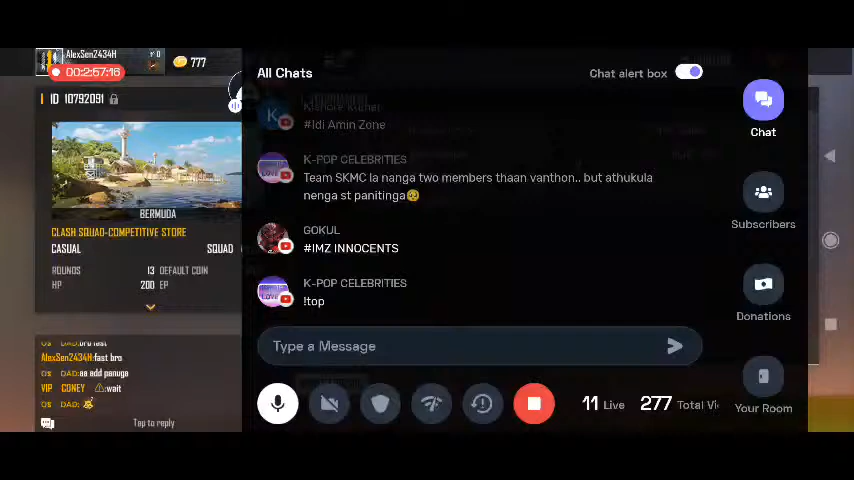 AlexSen2434H
0
777
00:2:57:16
ID 10792091
BERMUDA
CLASH SQUAD-COMPETITIVE STORE
CASUAL
SQUAD
ROUNDS
13
DEFAULT COIN
HP
200
EP
AlexSen2434H:fast bro
OS DAD:aa add panuga
VIP CONEY ⚠:wait
OS DAD:
Tap to reply
All Chats
Chat alert box
K
#Idi Amin Zone
K-POP CELEBRITIES
Team SKMC la nanga two members thaan vanthon.. but athukula
nenga st panitinga🥺
GOKUL
#IMZ INNOCENTS
K-POP CELEBRITIES
!top
Type a Message
11 Live
277 Total Vi
Chat
Subscribers
Donations
Your Room